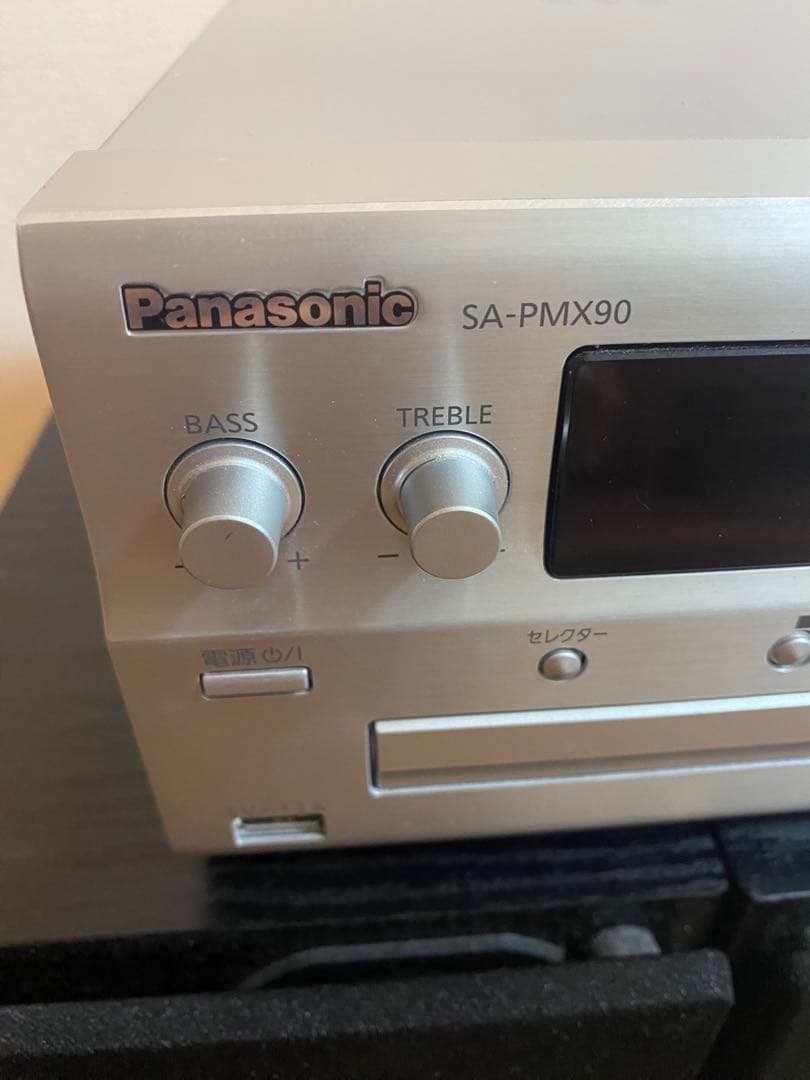 Panasonic SA-PMX90
BASS TREBLE
- + -
セレクター
電源 ⏻/I